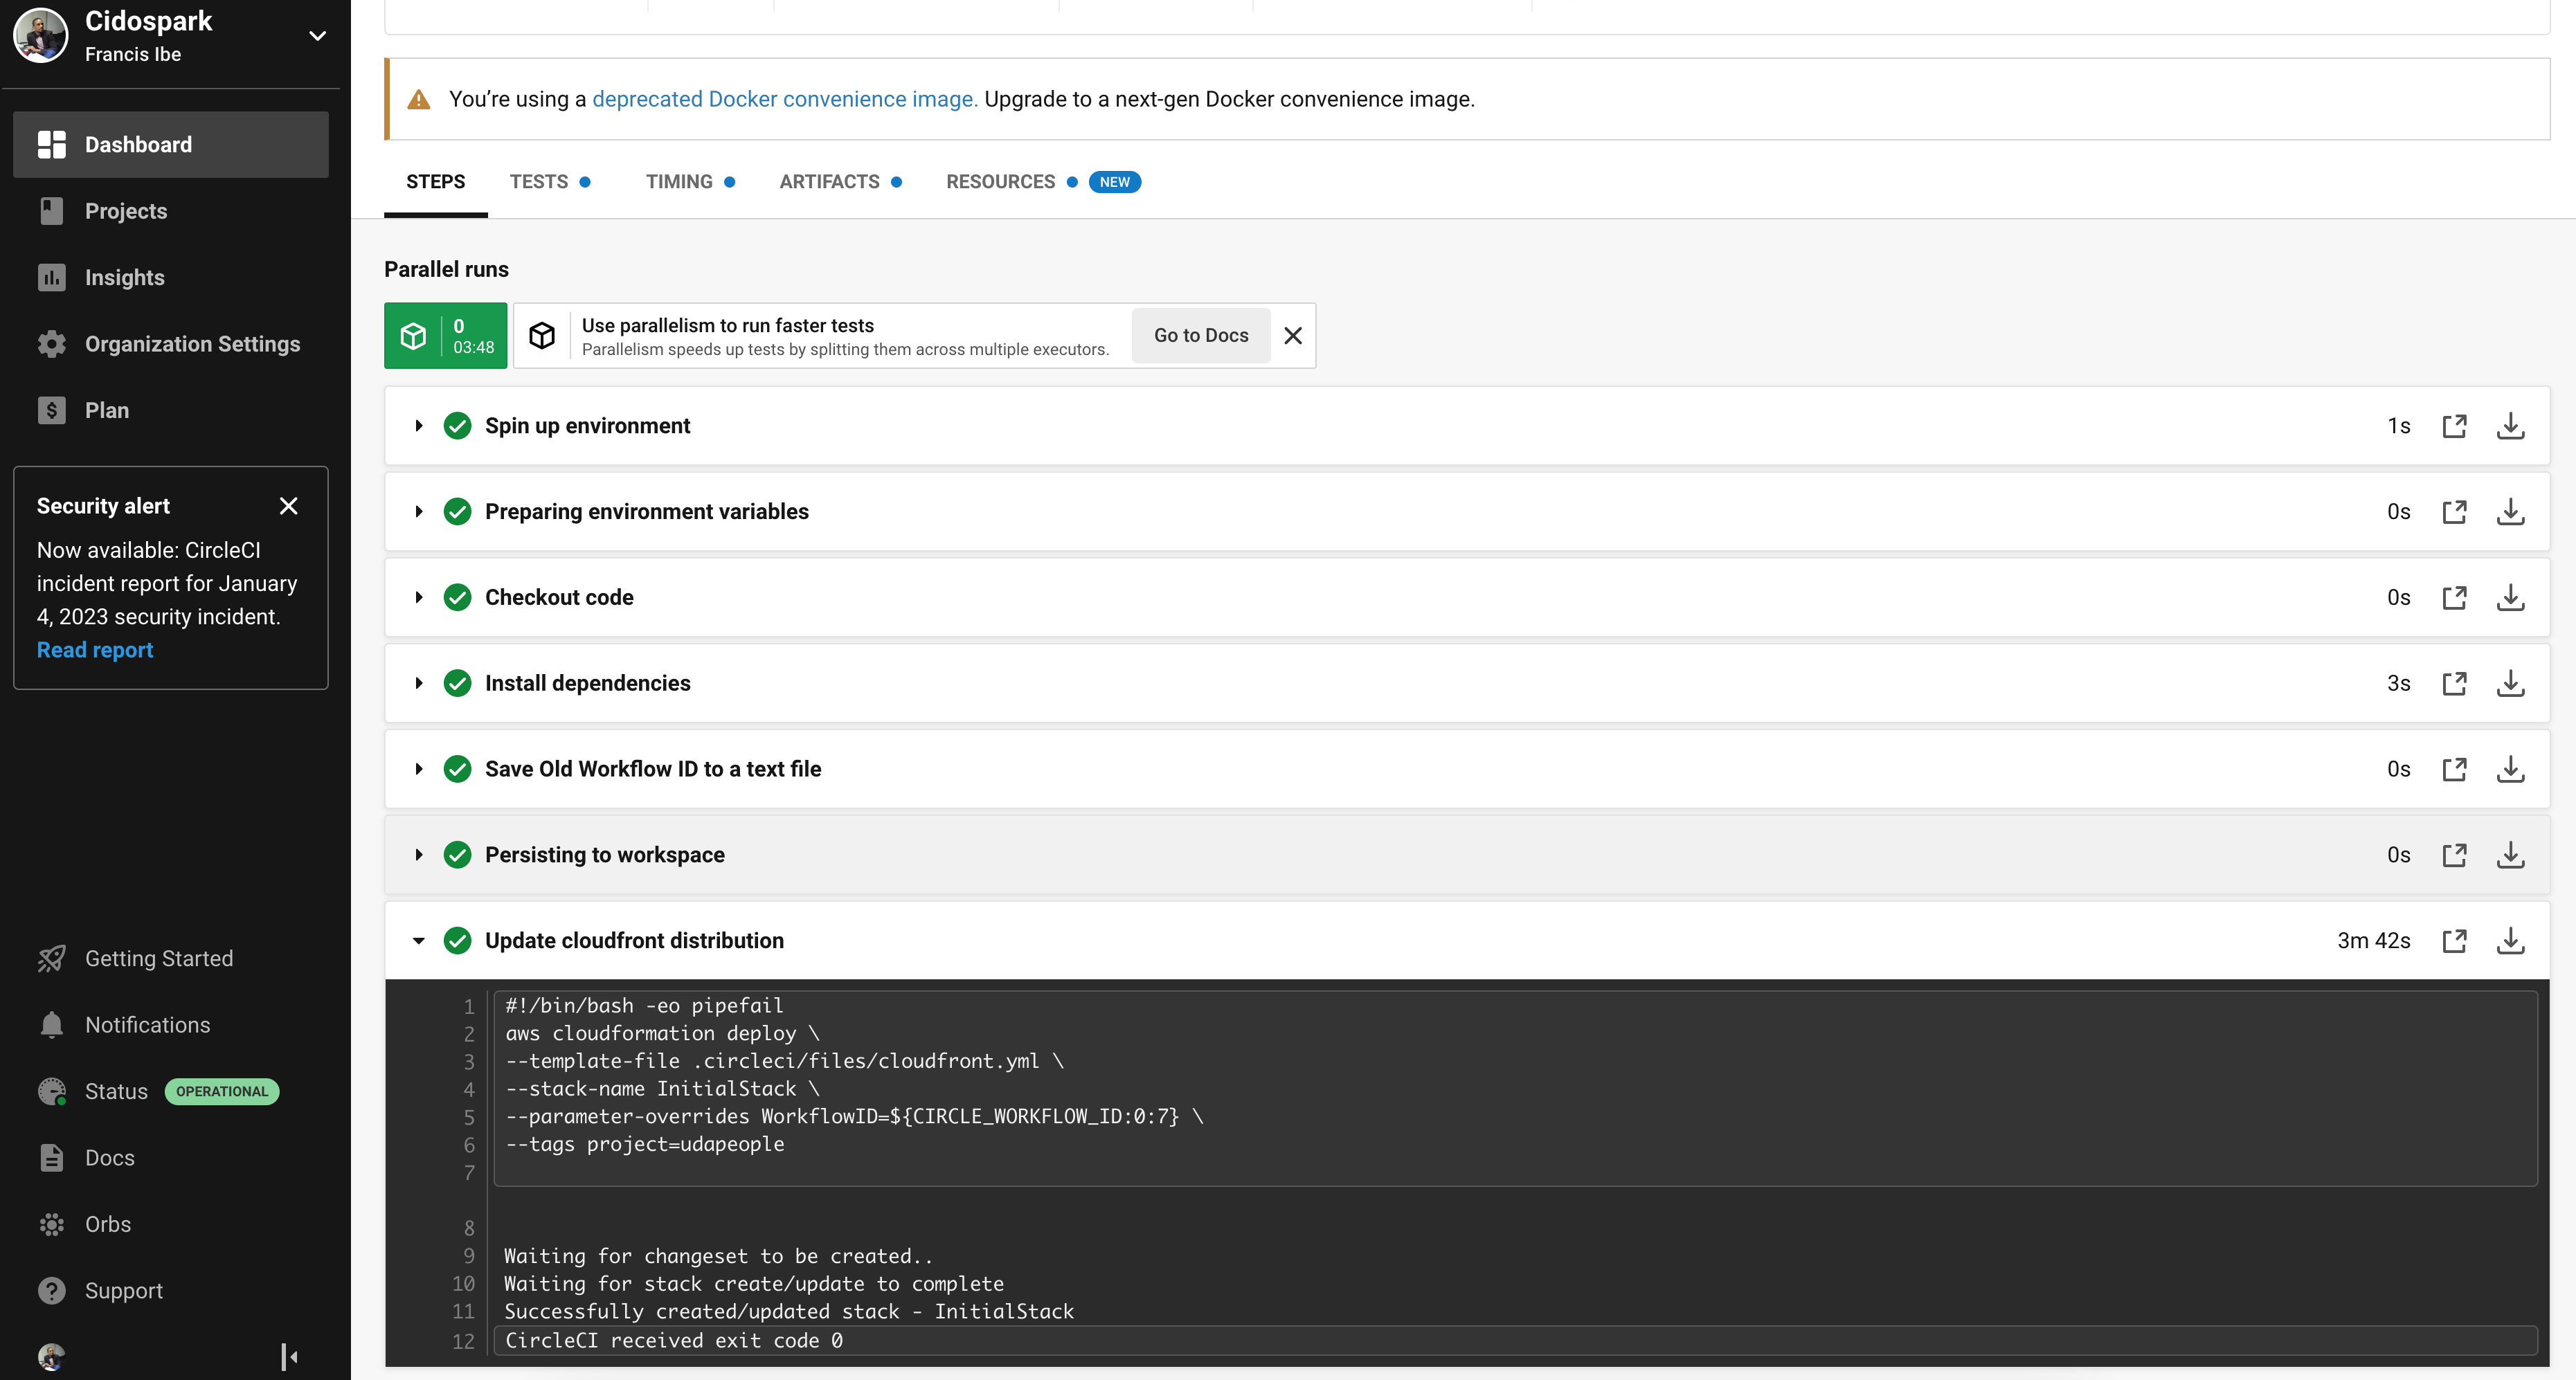 Cidospark
Francis Ibe
Dashboard
Projects
Insights
Organization Settings
Plan
Security alert
Now available: CircleCI
incident report for January
4, 2023 security incident.
Read report
Getting Started
Notifications
Status OPERATIONAL
Docs
Orbs
Support
You’re using a deprecated Docker convenience image. Upgrade to a next-gen Docker convenience image.
STEPS TESTS TIMING ARTIFACTS RESOURCES NEW
Parallel runs
0
03:48
Use parallelism to run faster tests
Parallelism speeds up tests by splitting them across multiple executors.
Go to Docs
Spin up environment 1s
Preparing environment variables 0s
Checkout code 0s
Install dependencies 3s
Save Old Workflow ID to a text file 0s
Persisting to workspace 0s
Update cloudfront distribution 3m 42s
1 #!/bin/bash -eo pipefail
2 aws cloudformation deploy \
3 --template-file .circleci/files/cloudfront.yml \
4 --stack-name InitialStack \
5 --parameter-overrides WorkflowID=${CIRCLE_WORKFLOW_ID:0:7} \
6 --tags project=udapeople
7
8
9 Waiting for changeset to be created..
10 Waiting for stack create/update to complete
11 Successfully created/updated stack - InitialStack
12 CircleCI received exit code 0